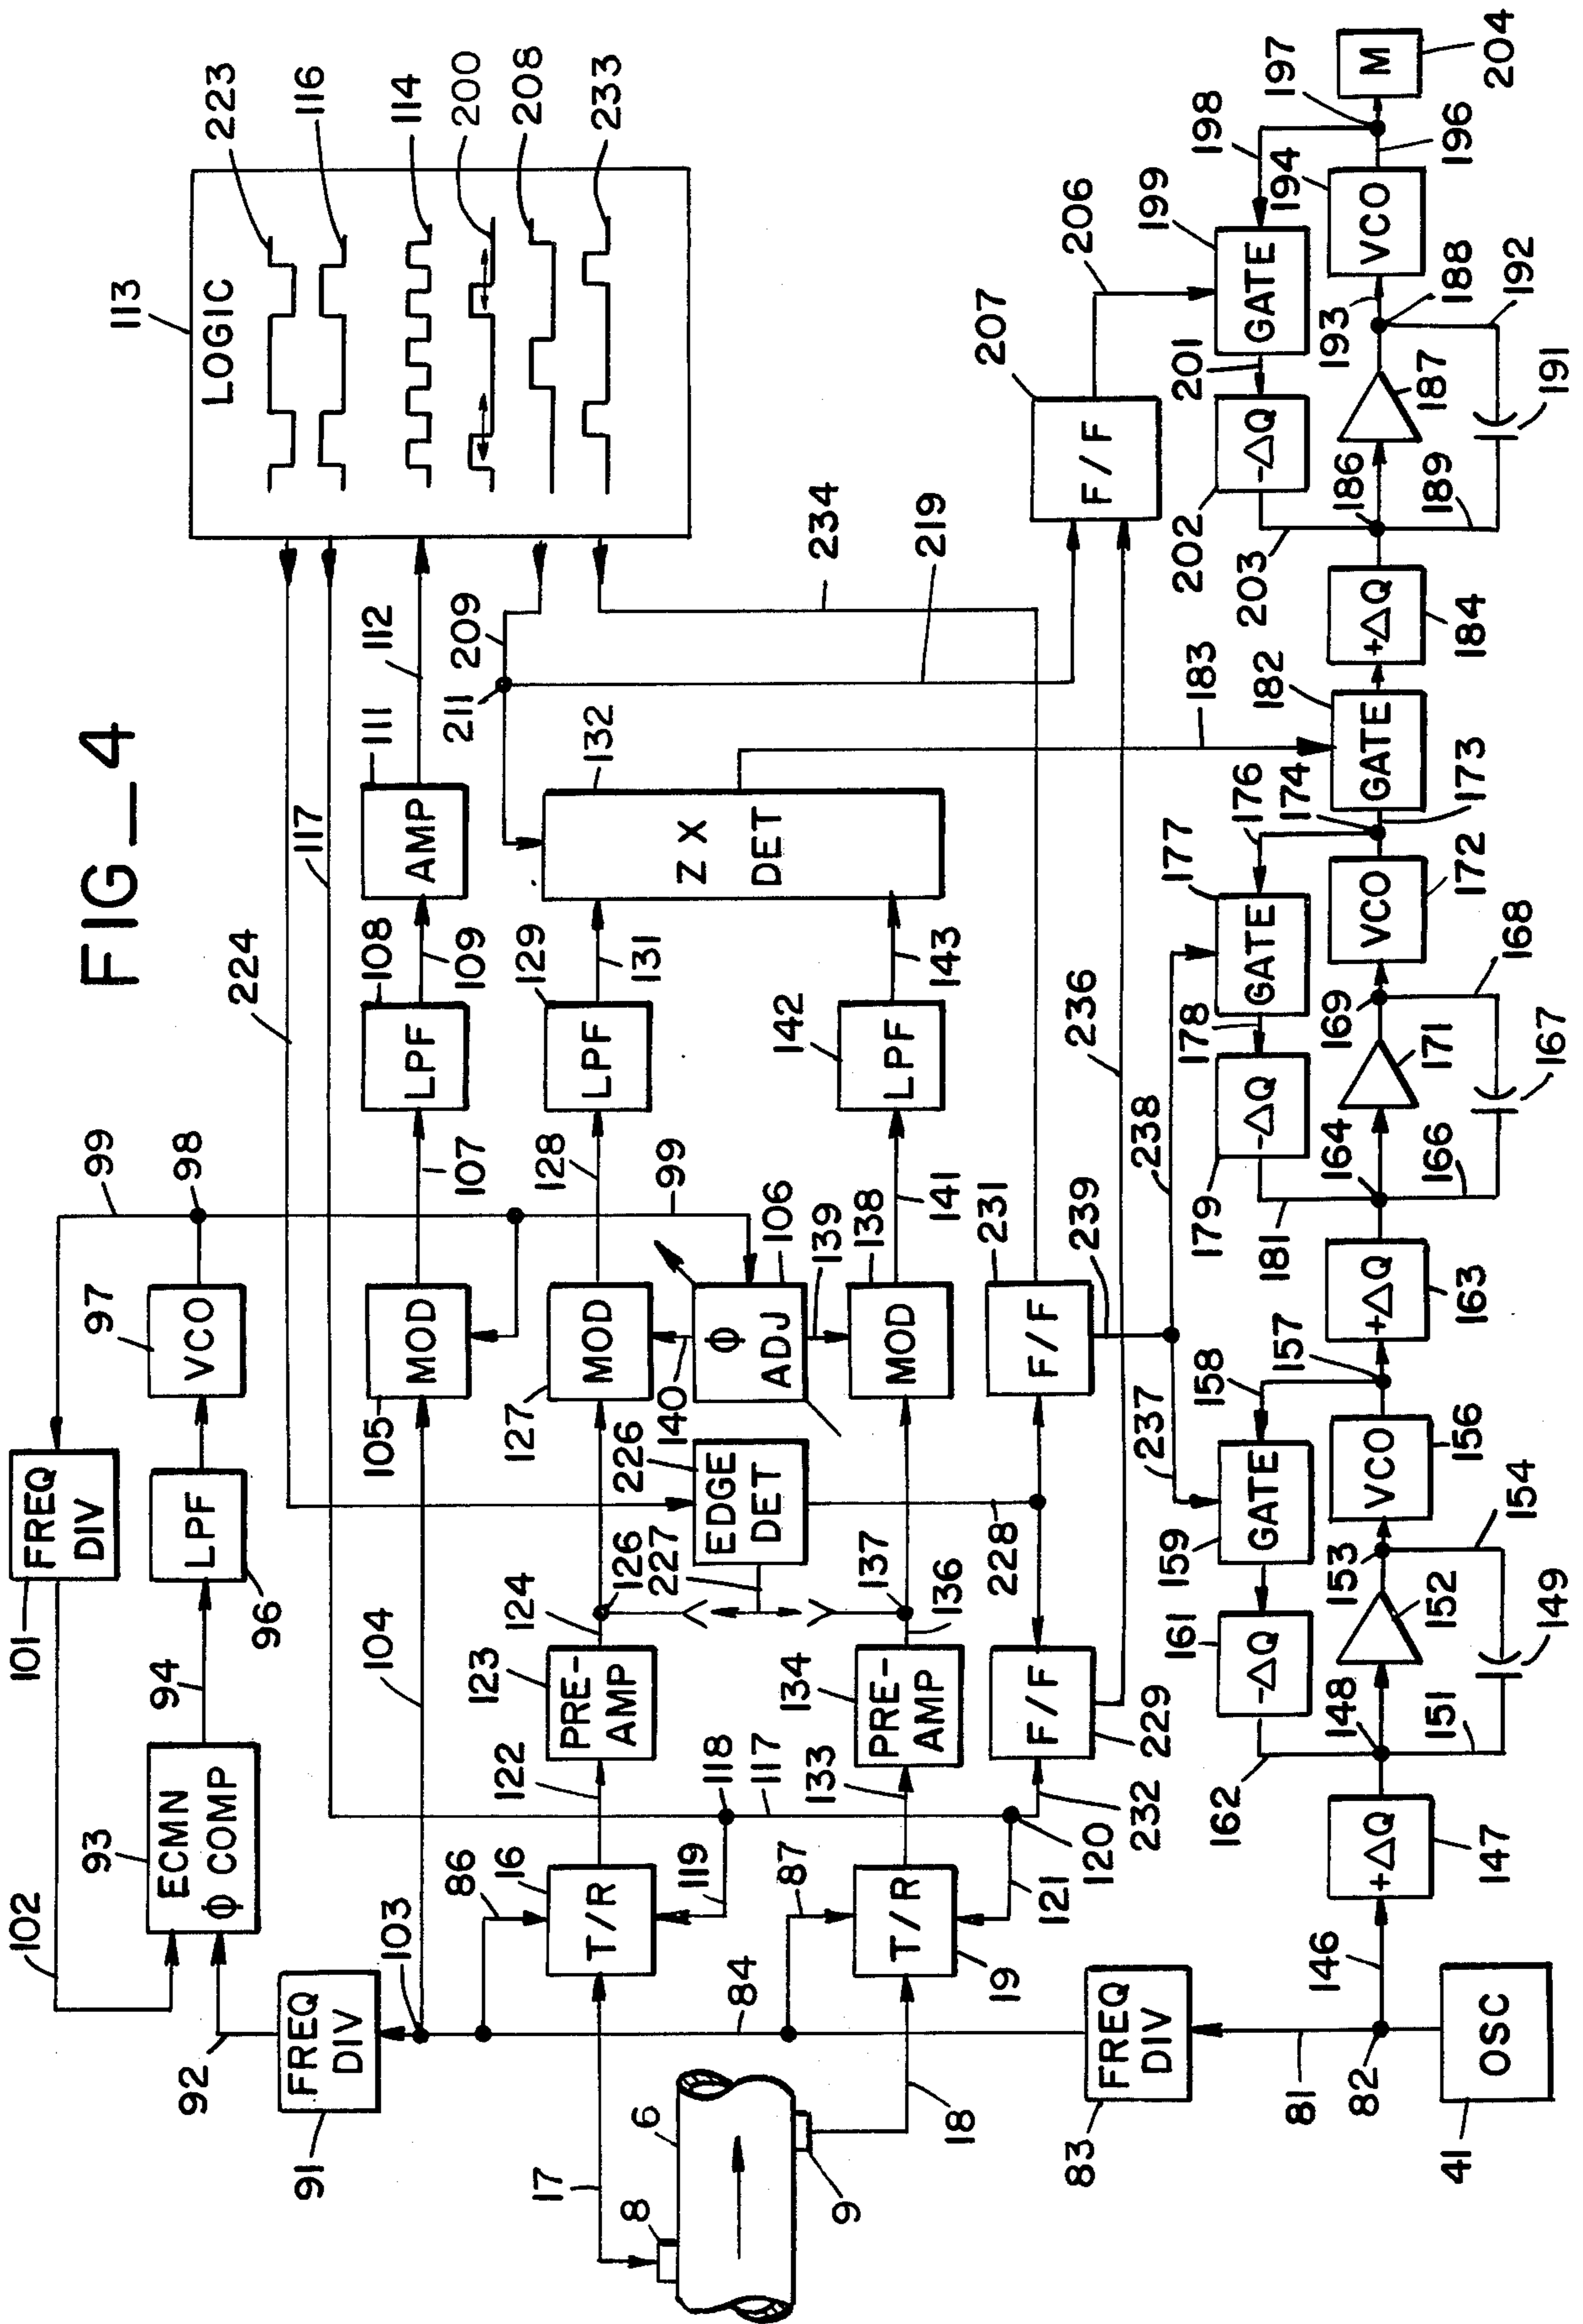 FIG_4
101
FREQ
DIV
102
99
98
97
VCO
LPF
96
94
93
ECMN
Φ COMP
92
FREQ
DIV
91
103
104
224
117
105
MOD
107
108
LPF
109
111
AMP
112
113
LOGIC
223
116
114
200
208
233
86
16
T/R
119
118
117
122
123
PRE-
AMP
124
126
227
226
EDGE
DET
127
MOD
140
Φ
ADJ
99
106
139
138
128
129
LPF
131
132
Z X
DET
211
209
219
234
17
8
6
9
18
84
87
T/R
19
121
120
133
134
PRE-
AMP
136
137
MOD
141
142
LPF
143
228
232
F/F
229
F/F
231
239
236
238
237
183
207
F/F
206
83
FREQ
DIV
81
82
41
OSC
146
+ΔQ
147
162
148
151
161
-ΔQ
159
GATE
158
152
153
154
149
VCO
156
157
+ΔQ
163
181
164
166
179
-ΔQ
178
177
GATE
176
171
169
168
167
VCO
172
174
173
GATE
182
+ΔQ
184
203
186
189
202
-ΔQ
201
GATE
199
198
187
188
193
192
191
VCO
194
196
197
M
204